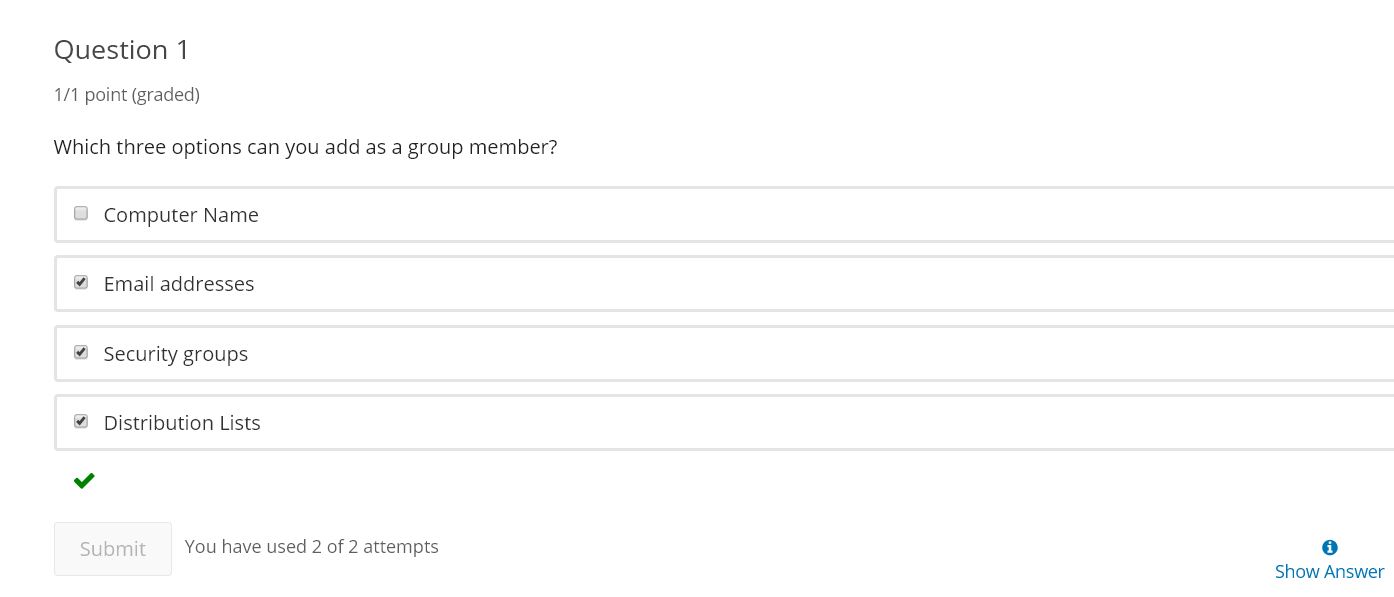 Question 1
1/1 point (graded)
Which three options can you add as a group member?
Computer Name
Email addresses
Security groups
Distribution Lists
Submit
You have used 2 of 2 attempts
Show Answer